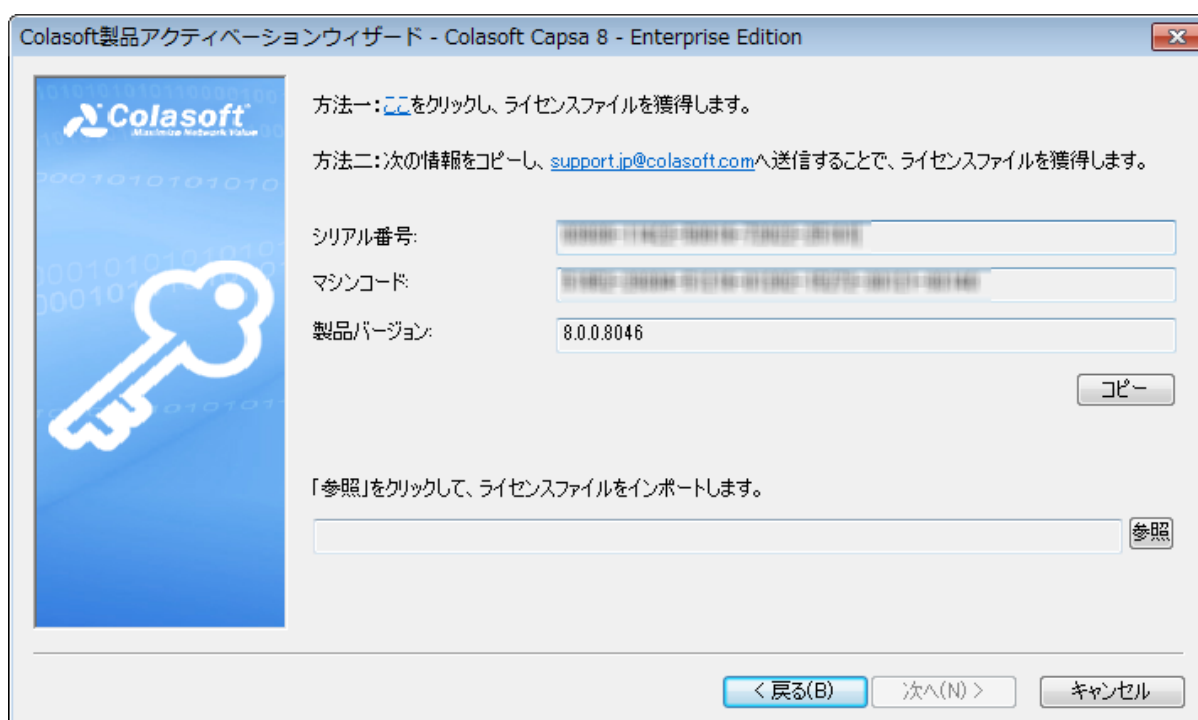 Colasoft製品アクティベーションウィザード - Colasoft Capsa 8 - Enterprise Edition
Colasoft
Maximize Network Value
方法一：ここをクリックし、ライセンスファイルを獲得します。
方法二：次の情報をコピーし、support.jp@colasoft.comへ送信することで、ライセンスファイルを獲得します。
シリアル番号:
マシンコード:
製品バージョン: 8.0.0.8046
コピー
「参照」をクリックして、ライセンスファイルをインポートします。
参照
< 戻る(B) 次へ(N) > キャンセル